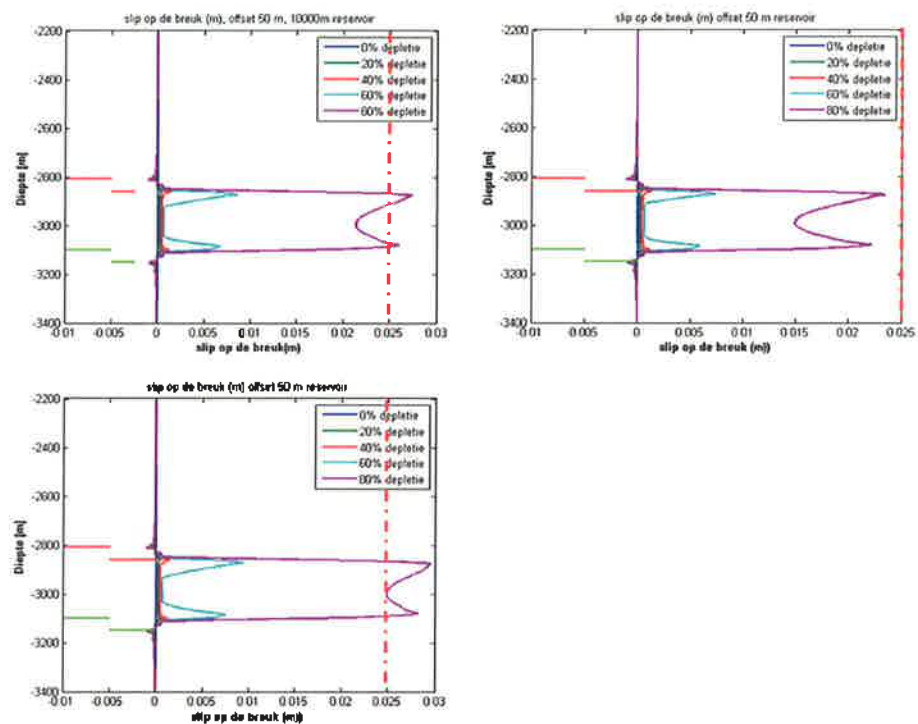 slip op de breuk (m), offset 50 m, 10000m reservoir
-2200
-2400
-2600
-2800
-3000
-3200
-3400
Diepte [m]
0% depletie
20% depletie
40% depletie
60% depletie
80% depletie
-0.01
-0.005
0
0.005
0.01
0.015
0.02
0.025
0.03
slip op de breuk(m)
slip op de breuk (m) offset 50 m reservoir
-2200
-2400
-2600
-2800
-3000
-3200
-3400
Diepte [m]
0% depletie
20% depletie
40% depletie
60% depletie
80% depletie
-0.01
-0.005
0
0.005
0.01
0.015
0.02
0.025
slip op de breuk (m))
slip op de breuk (m) offset 50 m reservoir
-2200
-2400
-2600
-2800
-3000
-3200
-3400
Diepte [m]
0% depletie
20% depletie
40% depletie
60% depletie
80% depletie
-0.01
-0.005
0
0.005
0.01
0.015
0.02
0.025
0.03
slip op de breuk (m))